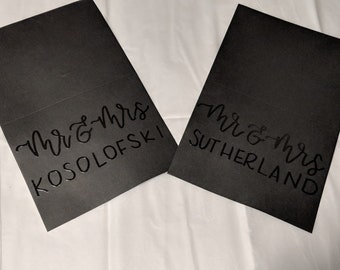 Mr & Mrs
KOSOLOFSKI
Mr & Mrs
SUTHERLAND